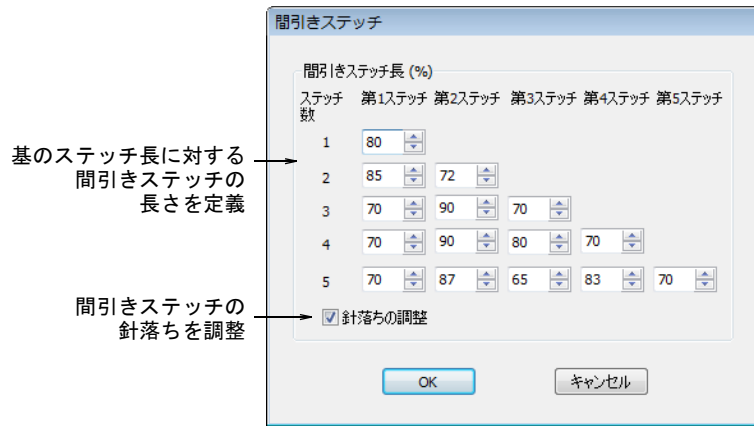 間引きステッチ
間引きステッチ長 (%)
ステッチ数 第1ステッチ 第2ステッチ 第3ステッチ 第4ステッチ 第5ステッチ
1 80
2 85 72
3 70 90 70
4 70 90 80 70
5 70 87 65 83 70
針落ちの調整
OK キャンセル
基のステッチ長に対する
間引きステッチの
長さを定義
間引きステッチの
針落ちを調整